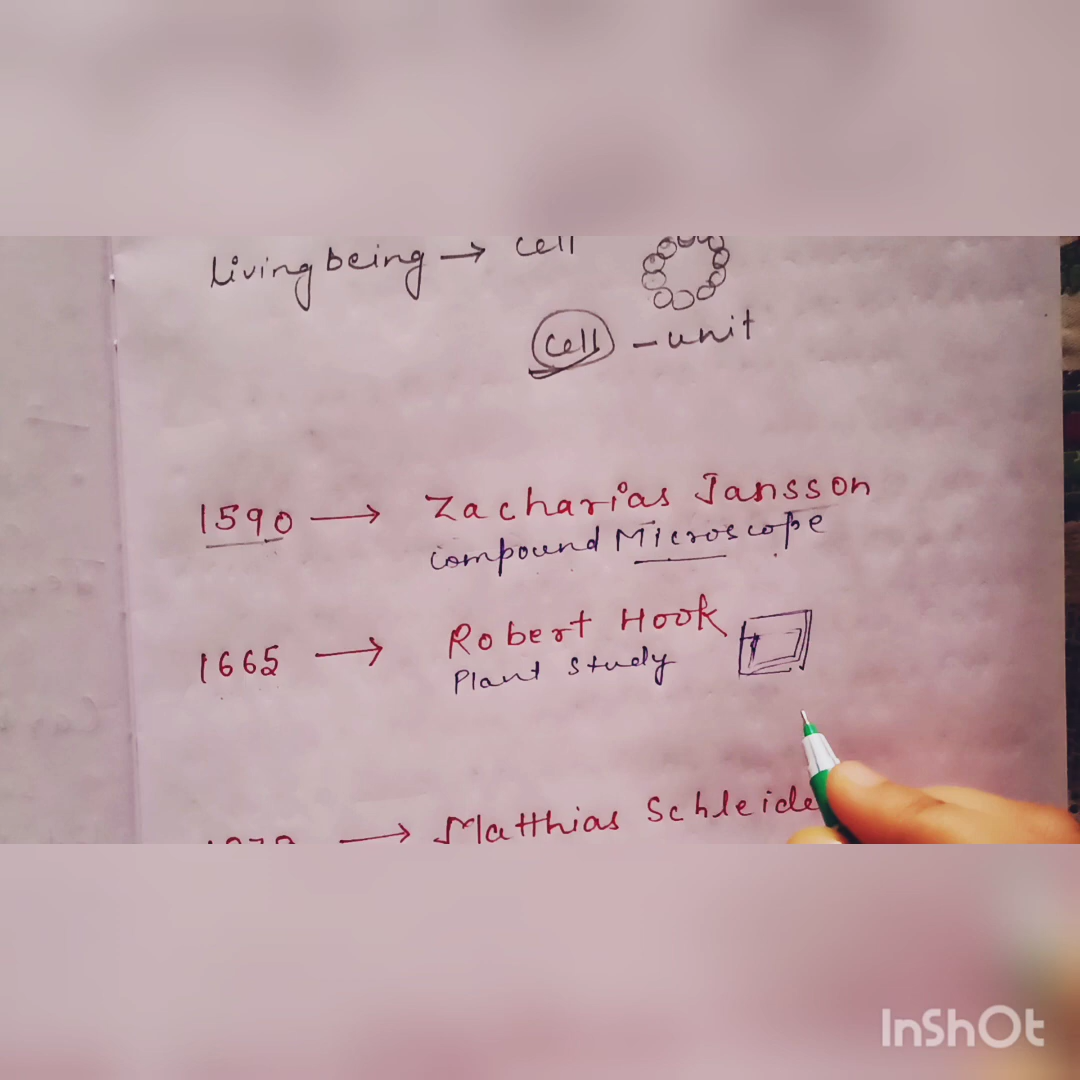 Living being → cell
cell - unit
1590 → Zacharias Jansson
compound Microscope
1665 → Robert Hook
Plant study
→ Matthias Schleide
InShOt